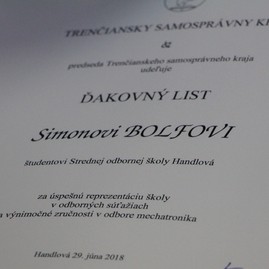 TRENČIANSKY SAMOSPRÁVNY
&
predseda Trenčianskeho samosprávneho kraja
udeľuje
ĎAKOVNÝ LIST
Simonovi BOLFOVI
študentovi Strednej odbornej školy Handlová
za úspešnú reprezentáciu školy
v odborných súťažiach
a výnimočné zručnosti v odbore mechatronika
Handlová 29. júna 2018